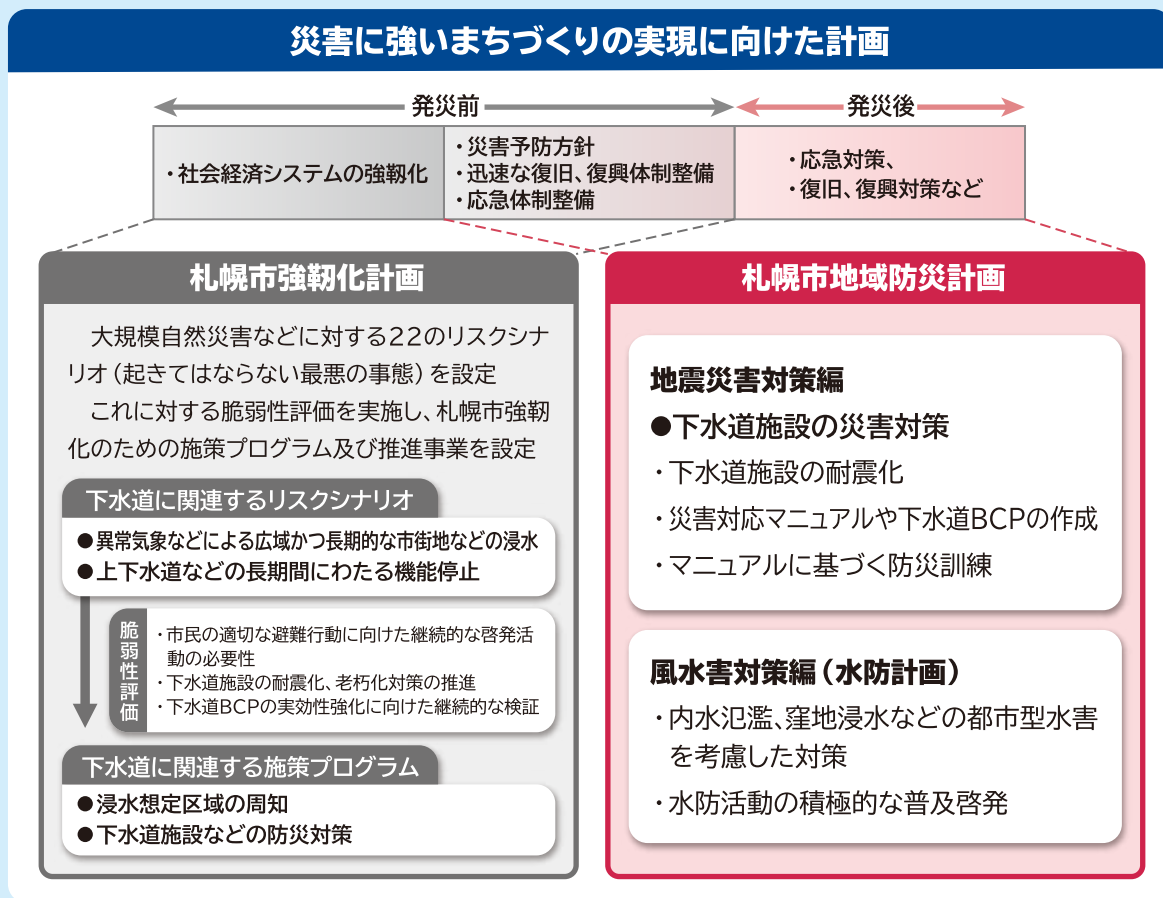 災害に強いまちづくりの実現に向けた計画
発災前
発災後
・社会経済システムの強靱化
・災害予防方針
・迅速な復旧、復興体制整備
・応急体制整備
・応急対策、
・復旧、復興対策など
札幌市強靱化計画
大規模自然災害などに対する22のリスクシナ
リオ（起きてはならない最悪の事態）を設定
これに対する脆弱性評価を実施し、札幌市強靱
化のための施策プログラム及び推進事業を設定
下水道に関連するリスクシナリオ
●異常気象などによる広域かつ長期的な市街地などの浸水
●上下水道などの長期間にわたる機能停止
脆弱性評価
・市民の適切な避難行動に向けた継続的な啓発活
動の必要性
・下水道施設の耐震化、老朽化対策の推進
・下水道BCPの実効性強化に向けた継続的な検証
下水道に関連する施策プログラム
●浸水想定区域の周知
●下水道施設などの防災対策
札幌市地域防災計画
地震災害対策編
●下水道施設の災害対策
・下水道施設の耐震化
・災害対応マニュアルや下水道BCPの作成
・マニュアルに基づく防災訓練
風水害対策編（水防計画）
・内水氾濫、窪地浸水などの都市型水害
を考慮した対策
・水防活動の積極的な普及啓発